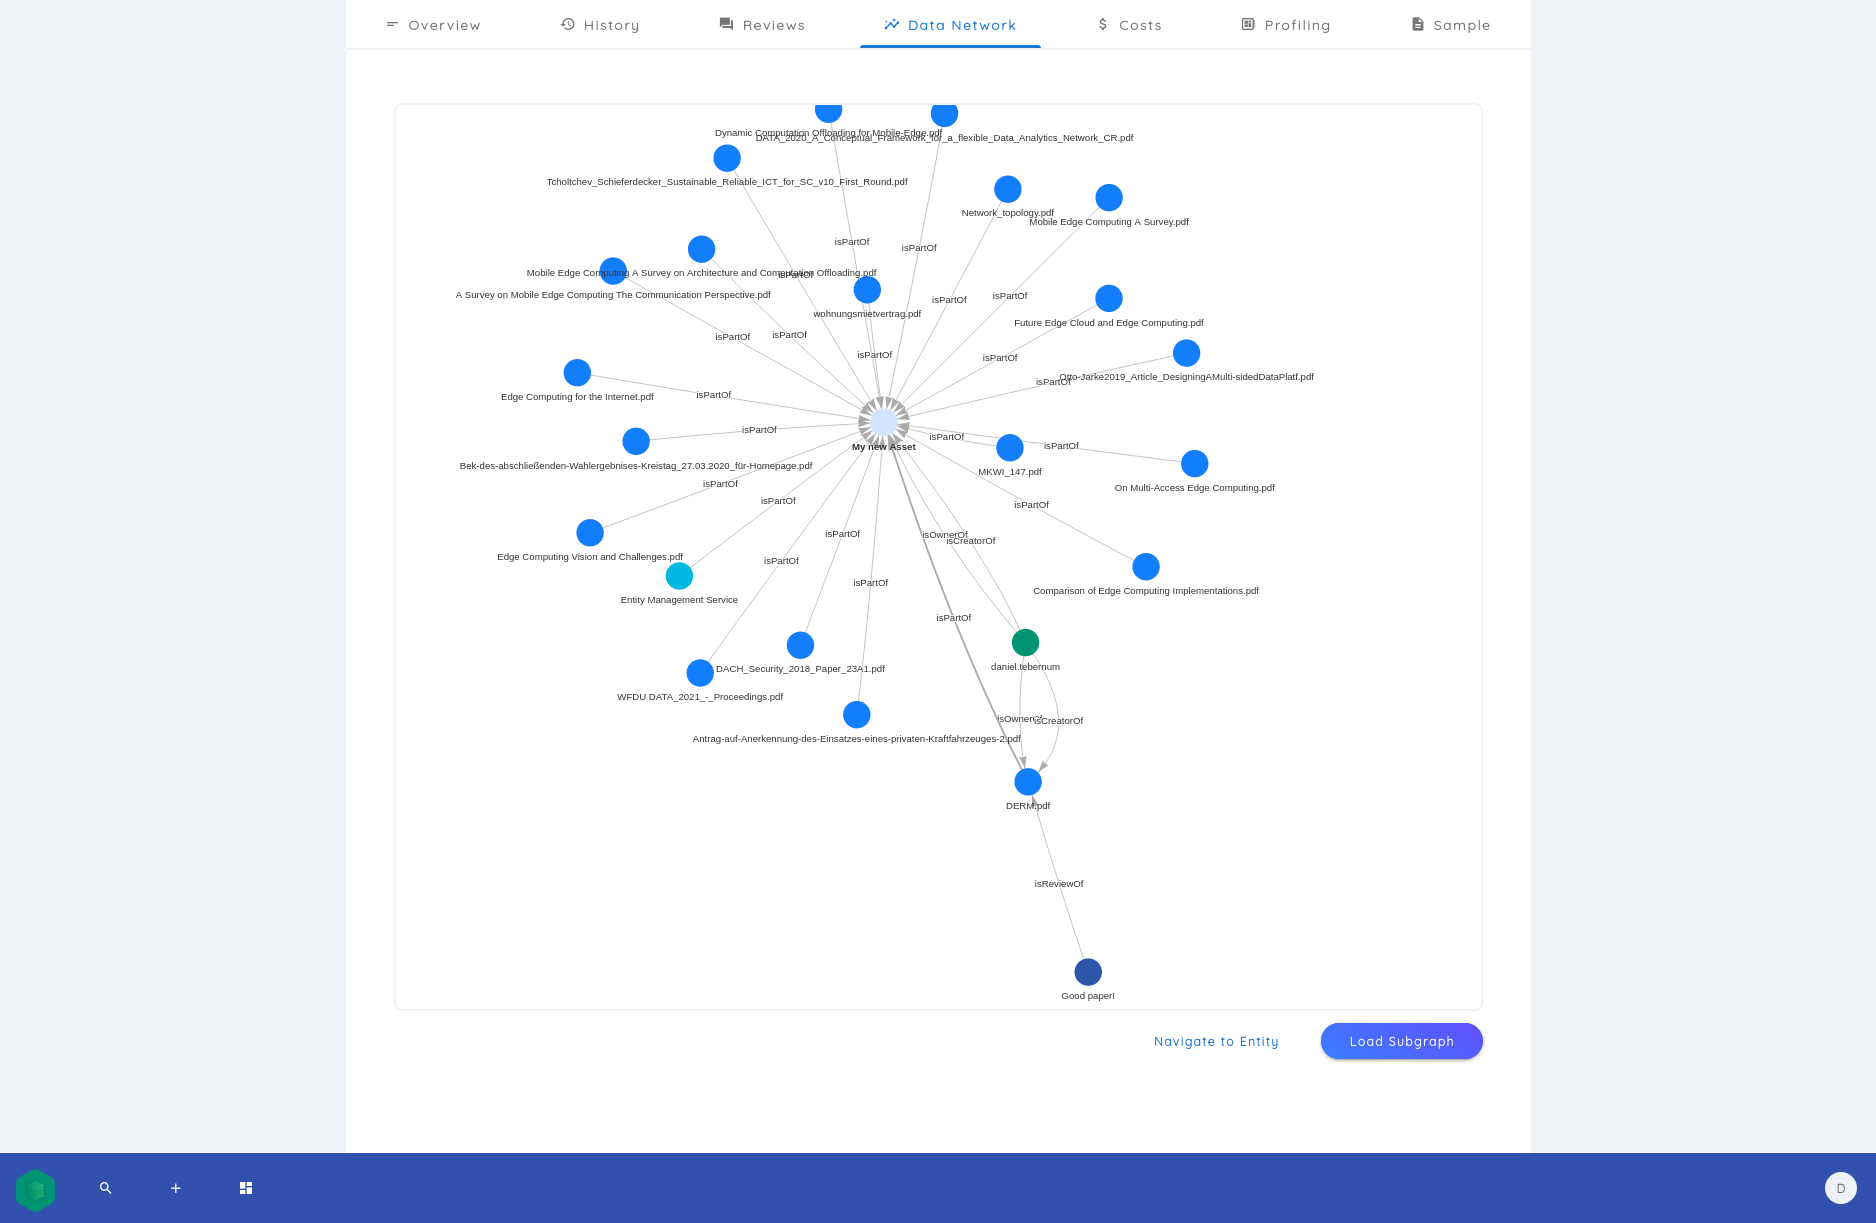 Overview
History
Reviews
Data Network
Costs
Profiling
Sample
Dynamic Computation Offloading for Mobile-Edge.pdf
DATA_2020_A_Conceptual_Framework_for_a_flexible_Data_Analytics_Network_CR.pdf
Tcholtchev_Schieferdecker_Sustainable_Reliable_ICT_for_SC_v10_First_Round.pdf
Network_topology.pdf
Mobile Edge Computing A Survey.pdf
isPartOf
isPartOf
Mobile Edge Computing A Survey on Architecture and Computation Offloading.pdf
isPartOf
A Survey on Mobile Edge Computing The Communication Perspective.pdf
isPartOf
isPartOf
wohnungsmietvertrag.pdf
Future Edge Cloud and Edge Computing.pdf
isPartOf
isPartOf
isPartOf
isPartOf
Otto-Jarke2019_Article_DesigningAMulti-sidedDataPlatf.pdf
isPartOf
isPartOf
Edge Computing for the Internet.pdf
isPartOf
isPartOf
My new Asset
isPartOf
Bek-des-abschließenden-Wahlergebnises-Kreistag_27.03.2020_für-Homepage.pdf
MKWI_147.pdf
isPartOf
On Multi-Access Edge Computing.pdf
isPartOf
isPartOf
isPartOf
isOwnerOf
isCreatorOf
Edge Computing Vision and Challenges.pdf
isPartOf
isPartOf
Comparison of Edge Computing Implementations.pdf
Entity Management Service
isPartOf
daniel.tebernum
DACH_Security_2018_Paper_23A1.pdf
WFDU DATA_2021_-_Proceedings.pdf
isOwnerOf
isCreatorOf
Antrag-auf-Anerkennung-des-Einsatzes-eines-privaten-Kraftfahrzeuges-2.pdf
DERM.pdf
isReviewOf
Good paper!
Navigate to Entity
Load Subgraph
D